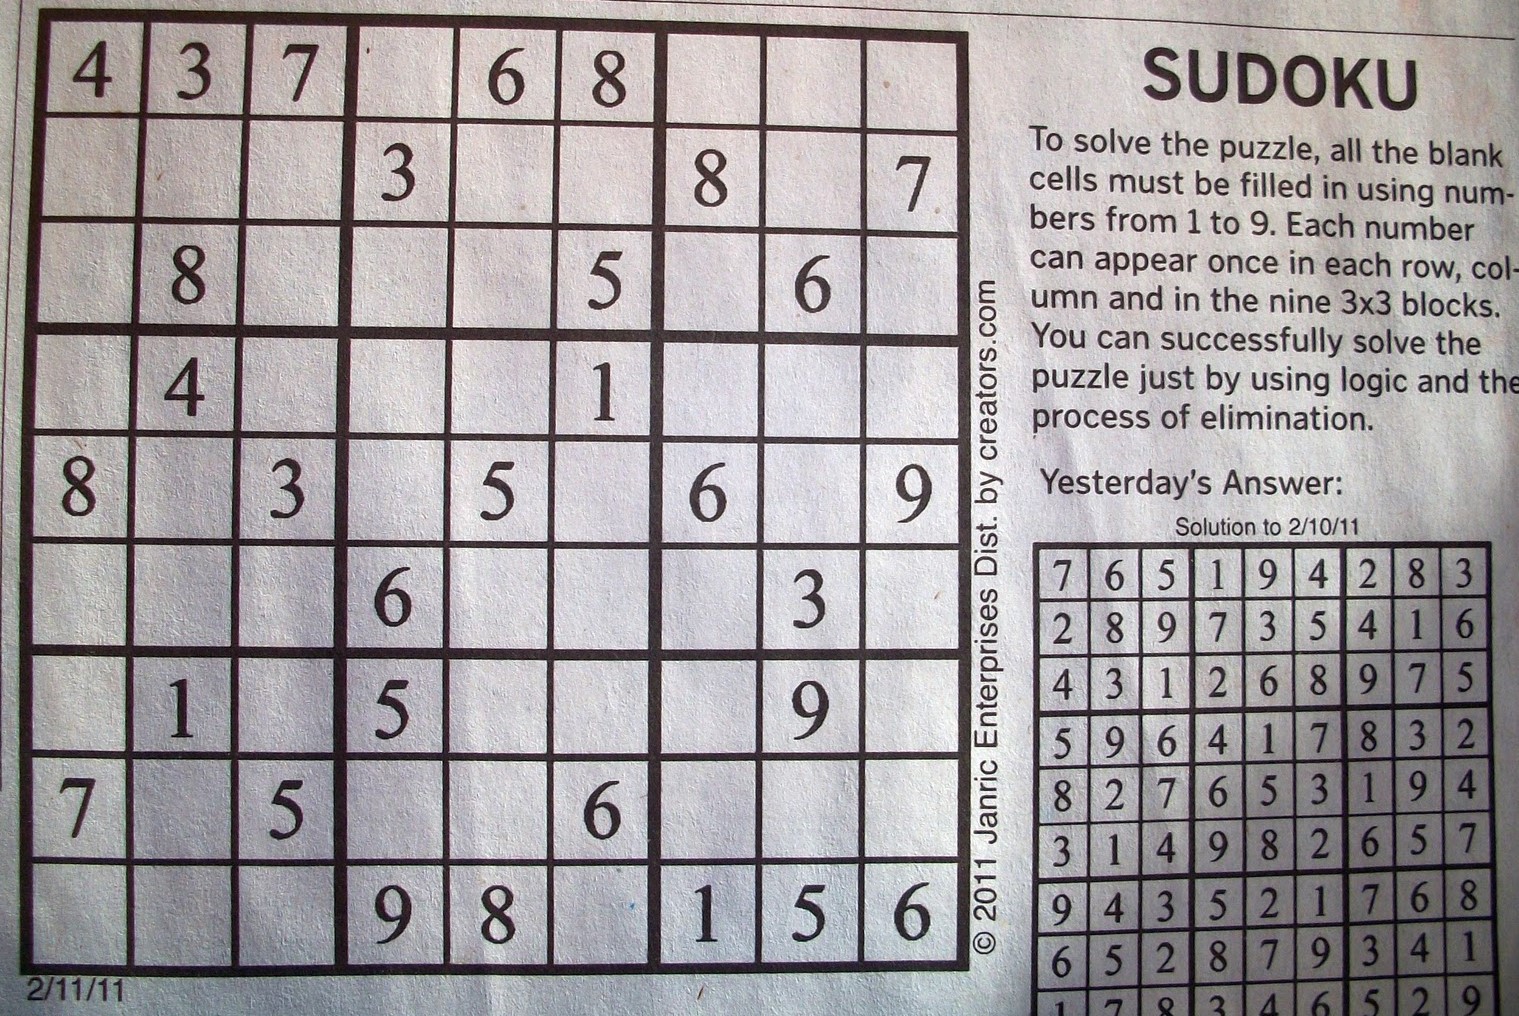 4 3 7 6 8
3 8 7
8 5 6
4 1
8 3 5 6 9
6 3
1 5 9
7 5 6
9 8 1 5 6
2/11/11
© 2011 Janric Enterprises Dist. by creators.com
SUDOKU
To solve the puzzle, all the blank
cells must be filled in using num-
bers from 1 to 9. Each number
can appear once in each row, col-
umn and in the nine 3x3 blocks.
You can successfully solve the
puzzle just by using logic and the
process of elimination.
Yesterday's Answer:
Solution to 2/10/11
7 6 5 1 9 4 2 8 3
2 8 9 7 3 5 4 1 6
4 3 1 2 6 8 9 7 5
5 9 6 4 1 7 8 3 2
8 2 7 6 5 3 1 9 4
3 1 4 9 8 2 6 5 7
9 4 3 5 2 1 7 6 8
6 5 2 8 7 9 3 4 1
1 7 8 3 4 6 5 2 9